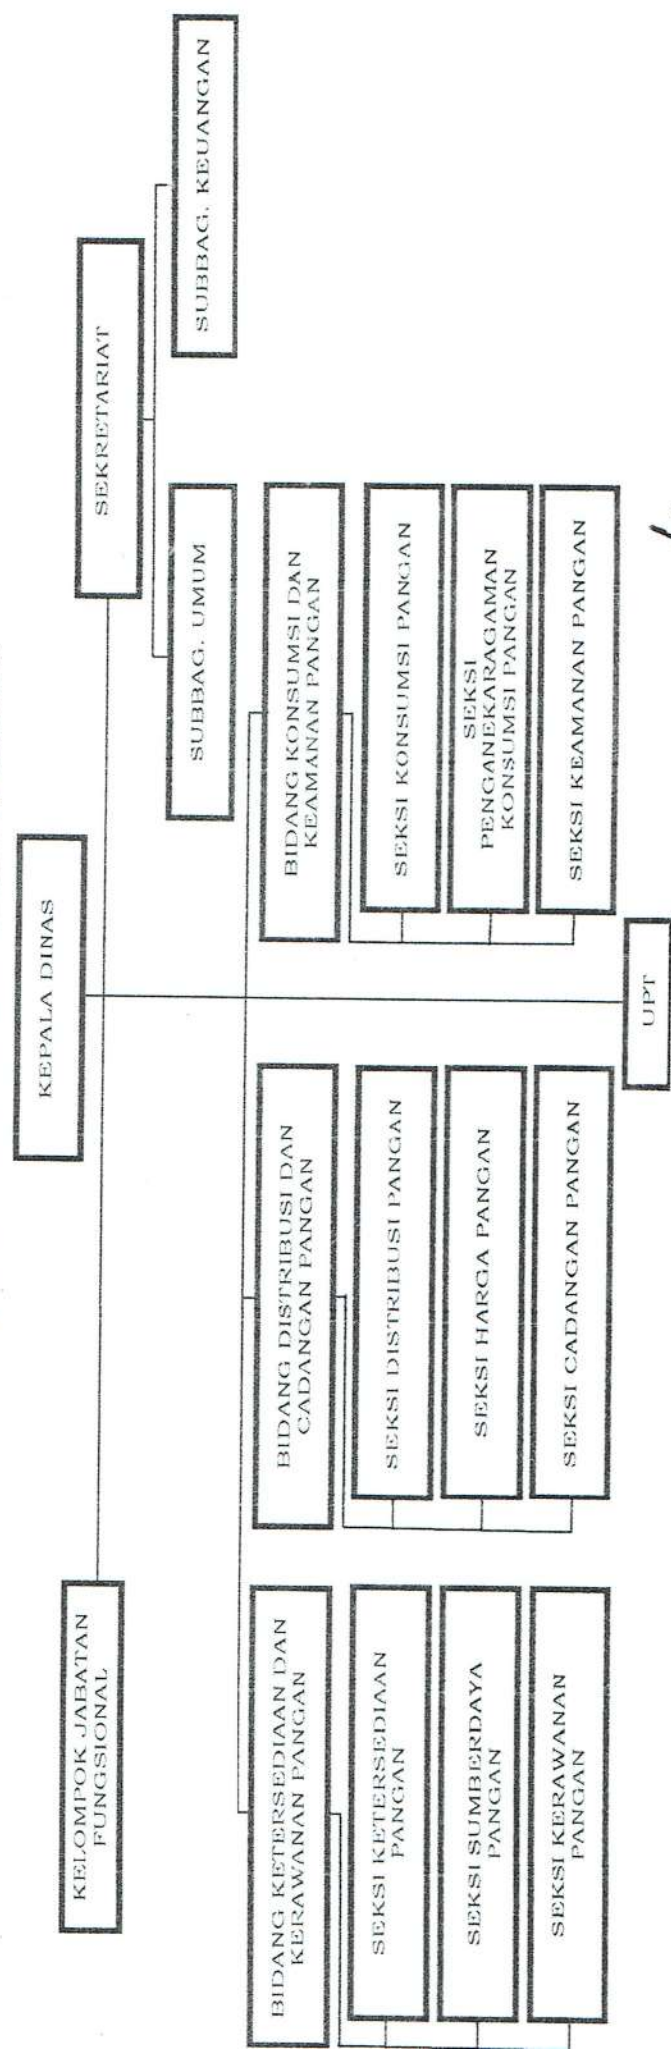 KEPALA DINAS
KELOMPOK JABATAN
FUNGSIONAL
SEKRETARIAT
SUBBAG. UMUM
SUBBAG. KEUANGAN
BIDANG KETERSEDIAAN DAN
KERAWANAN PANGAN
SEKSI KETERSEDIAAN
PANGAN
SEKSI SUMBERDAYA
PANGAN
SEKSI KERAWANAN
PANGAN
BIDANG DISTRIBUSI DAN
CADANGAN PANGAN
SEKSI DISTRIBUSI PANGAN
SEKSI HARGA PANGAN
SEKSI CADANGAN PANGAN
BIDANG KONSUMSI DAN
KEAMANAN PANGAN
SEKSI KONSUMSI PANGAN
SEKSI
PENGANEKARAGAMAN
KONSUMSI PANGAN
SEKSI KEAMANAN PANGAN
UPT